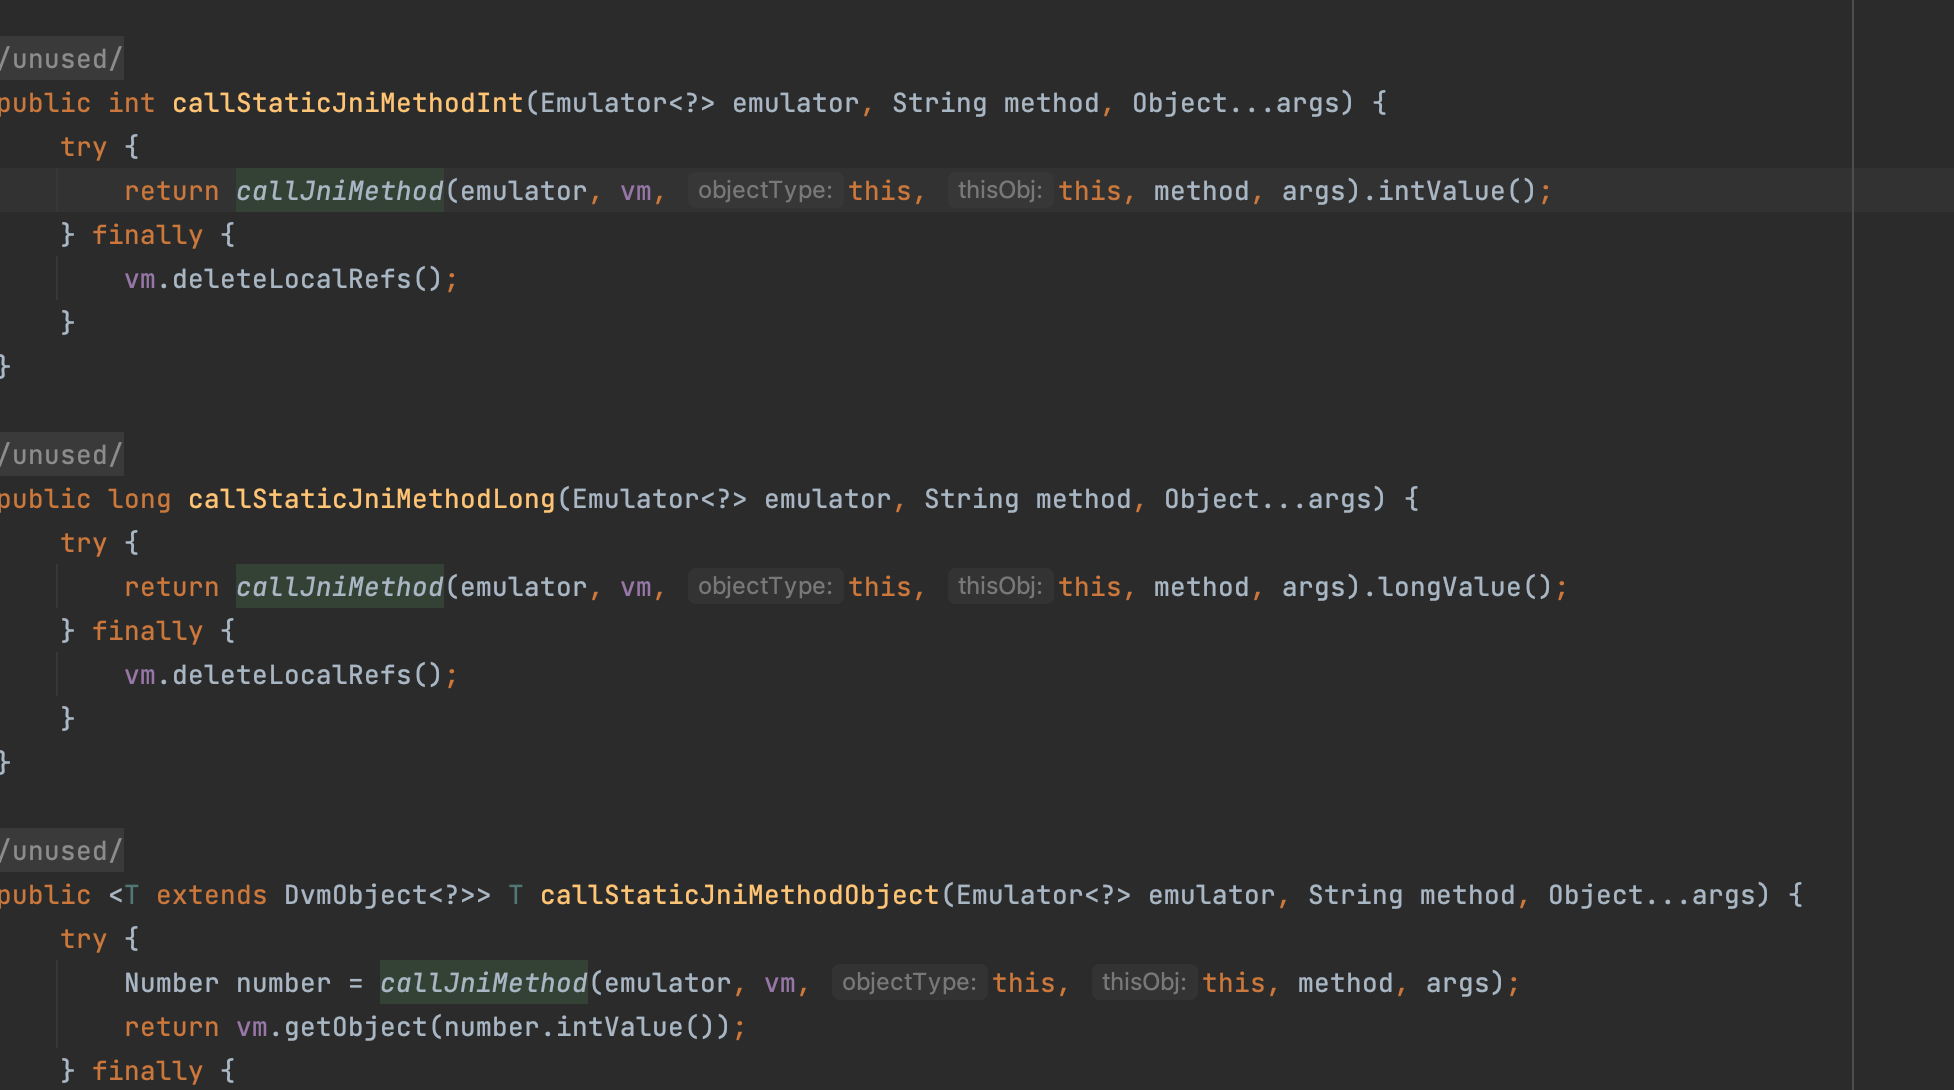 /unused/
public int callStaticJniMethodInt(Emulator<?> emulator, String method, Object...args) {
try {
return callJniMethod(emulator, vm, objectType: this, thisObj: this, method, args).intValue();
} finally {
vm.deleteLocalRefs();
}
}
/unused/
public long callStaticJniMethodLong(Emulator<?> emulator, String method, Object...args) {
try {
return callJniMethod(emulator, vm, objectType: this, thisObj: this, method, args).longValue();
} finally {
vm.deleteLocalRefs();
}
}
/unused/
public <T extends DvmObject<?>> T callStaticJniMethodObject(Emulator<?> emulator, String method, Object...args) {
try {
Number number = callJniMethod(emulator, vm, objectType: this, thisObj: this, method, args);
return vm.getObject(number.intValue());
} finally {